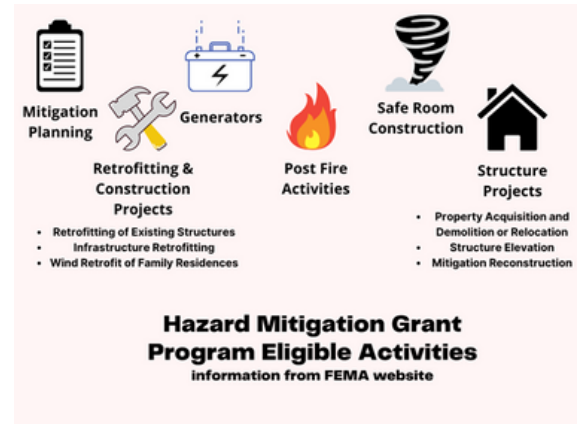 Mitigation
Planning
Generators
Safe Room
Construction
Retrofitting &
Construction
Projects
Post Fire
Activities
Structure
Projects
• Retrofitting of Existing Structures
• Infrastructure Retrofitting
• Wind Retrofit of Family Residences
• Property Acquisition and
Demolition or Relocation
• Structure Elevation
• Mitigation Reconstruction
Hazard Mitigation Grant
Program Eligible Activities
information from FEMA website